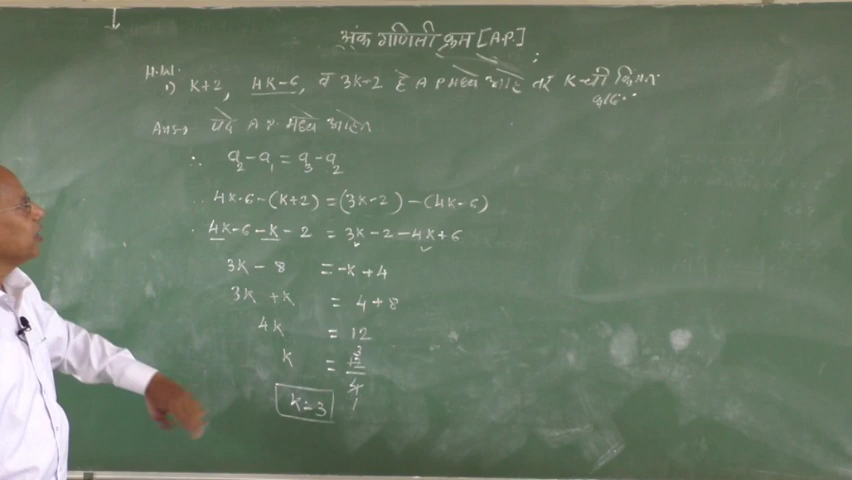 अंक गणिती क्रम [A.P.]
H.W.
1) K+2, 4K-6, व 3K-2 हे A P मध्ये आहे तर K ची किंमत
काढा.
Ans: पदे A.P. मध्ये आहेत
∴ a₂ - a₁ = a₃ - a₂
4K-6-(K+2) = (3K-2)-(4K-6)
4K-6-K-2 = 3K-2-4K+6
3K-8 = -K+4
3K+K = 4+8
4K = 12
K = 12/4
K=3